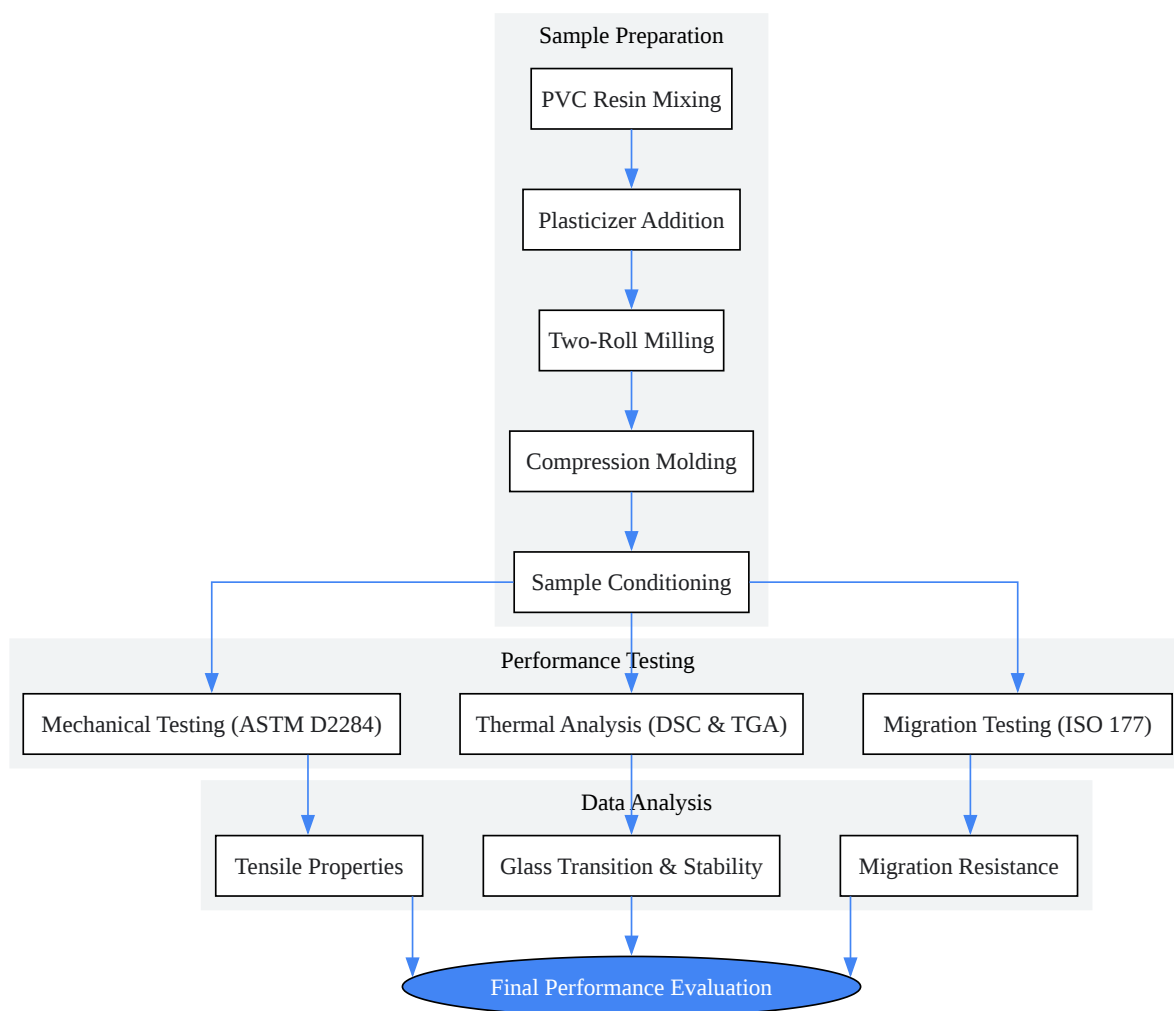 Sample Preparation
PVC Resin Mixing
Plasticizer Addition
Two-Roll Milling
Compression Molding
Sample Conditioning
Performance Testing
Mechanical Testing (ASTM D2284)
Thermal Analysis (DSC & TGA)
Migration Testing (ISO 177)
Data Analysis
Tensile Properties
Glass Transition & Stability
Migration Resistance
Final Performance Evaluation